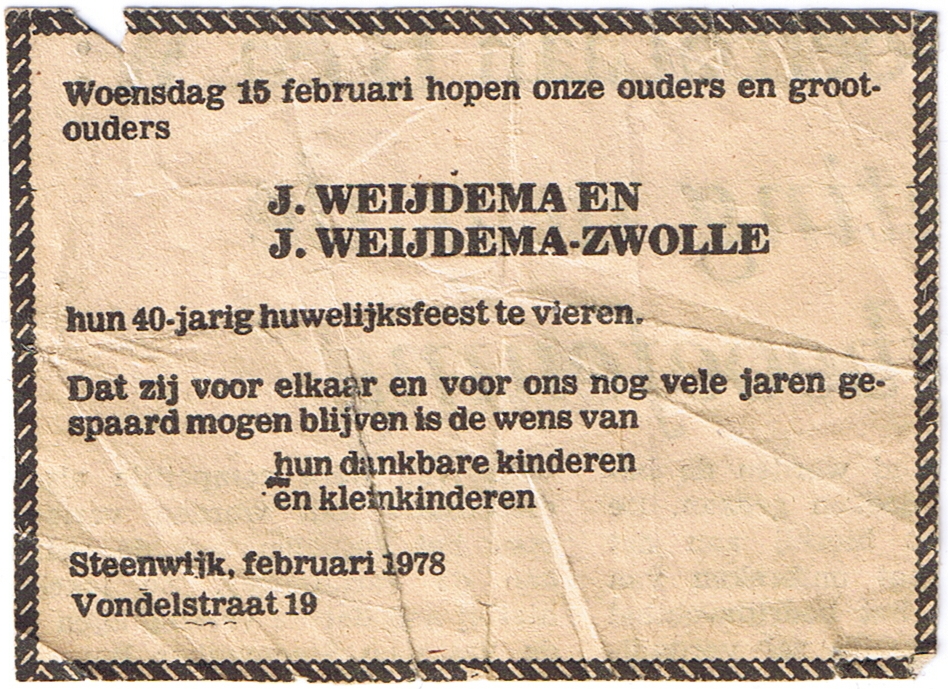 Woensdag 15 februari hopen onze ouders en groot-
ouders
J. WEIJDEMA EN
J. WEIJDEMA-ZWOLLE
hun 40-jarig huwelijksfeest te vieren.
Dat zij voor elkaar en voor ons nog vele jaren ge-
spaard mogen blijven is de wens van
hun dankbare kinderen
en kleinkinderen
Steenwijk, februari 1978
Vondelstraat 19